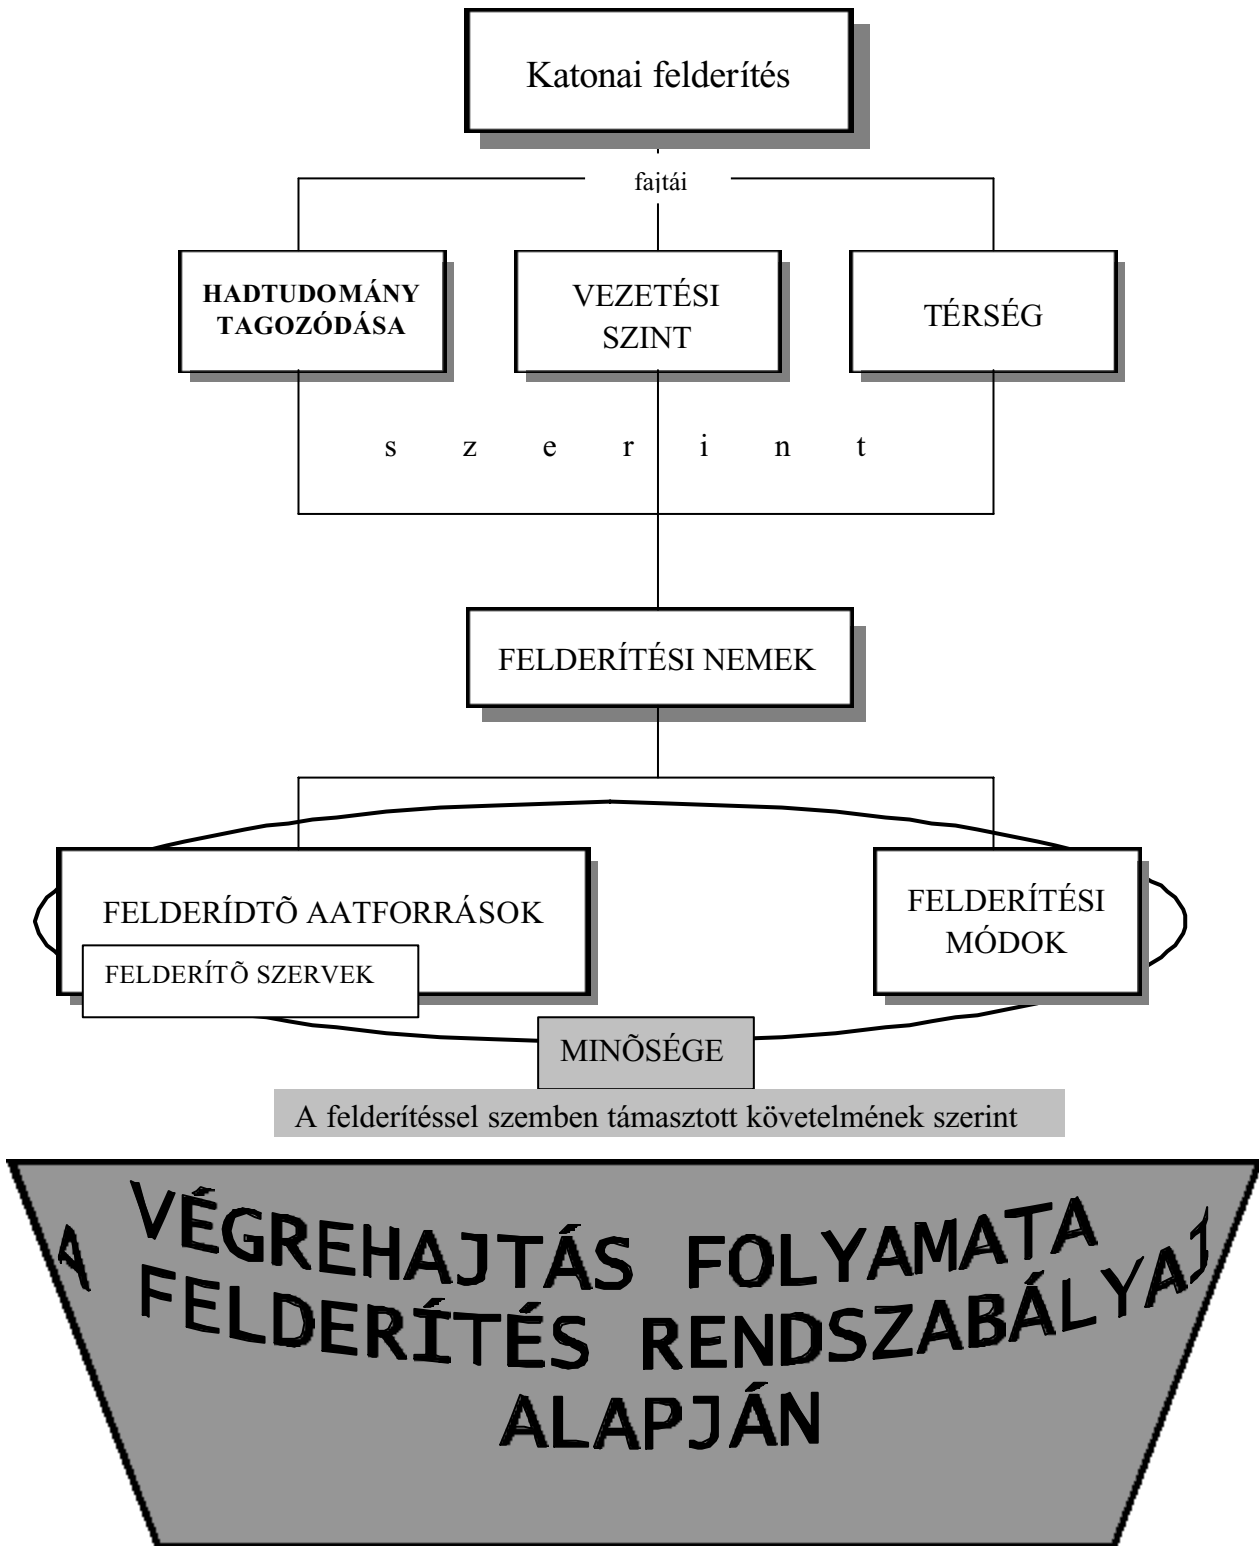 Katonai felderítés
fajtái
HADTUDOMÁNY
TAGOZÓDÁSA
VEZETÉSI
SZINT
TÉRSÉG
s z e r i n t
FELDERÍTÉSI NEMEK
FELDERÍDTÕ AATFORRÁSOK
FELDERÍTÕ SZERVEK
FELDERÍTÉSI
MÓDOK
MINÕSÉGE
A felderítéssel szemben támasztott követelmének szerint
VÉGREHAJTÁS FOLYAMATA
A FELDERÍTÉS RENDSZABÁLYAI
ALAPJÁN